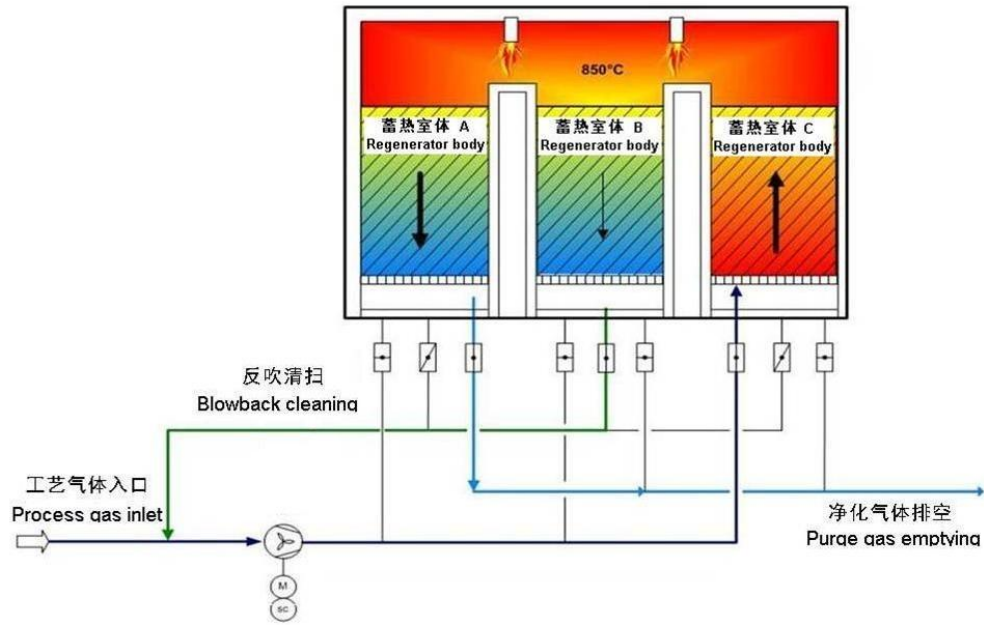 850°C
蓄热室体 A
Regenerator body
蓄热室体 B
Regenerator body
蓄热室体 C
Regenerator body
反吹清扫
Blowback cleaning
工艺气体入口
Process gas inlet
净化气体排空
Purge gas emptying
M
SC